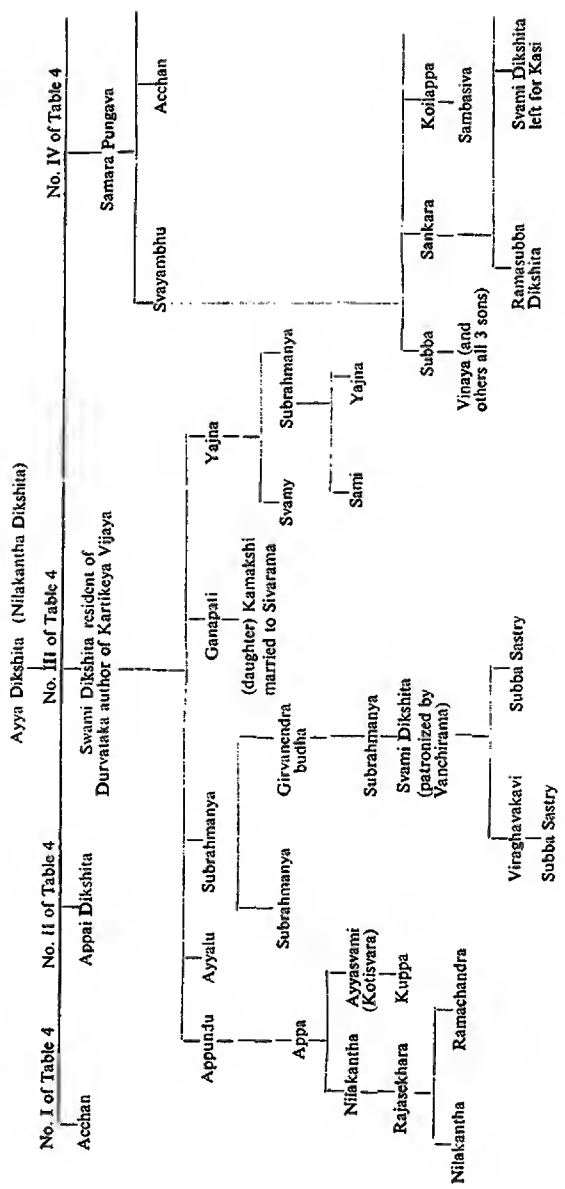 Ayya Dikshita (Nilakantha Dikshita)
No. I of Table 4
No. II of Table 4
No. III of Table 4
No. IV of Table 4
Acchan
Appai Dikshita
Swami Dikshita resident of
Durvataka author of Kartikeya Vijaya
Samara Pungava
Svayambhu
Acchan
Appundu
Ayyalu
Subrahmanya
Ganapati
Yajna
(daughter) Kamakshi
married to Sivarama
Appa
Subrahmanya
Girvanendra
budha
Svamy
Subrahmanya
Nilakantha
Ayyasvami
(Kotisvara)
Kuppa
Sami
Yajna
Rajasekhara
Subrahmanya
Svami Dikshita
(patronized by
Vanchirama)
Nilakantha
Ramachandra
Viraghavakavi
Subba Sastry
Subba Sastry
Subba
Sankara
Koilappa
Vinaya (and
others all 3 sons)
Sambasiva
Ramasubba
Dikshita
Svami Dikshita
left for Kasi